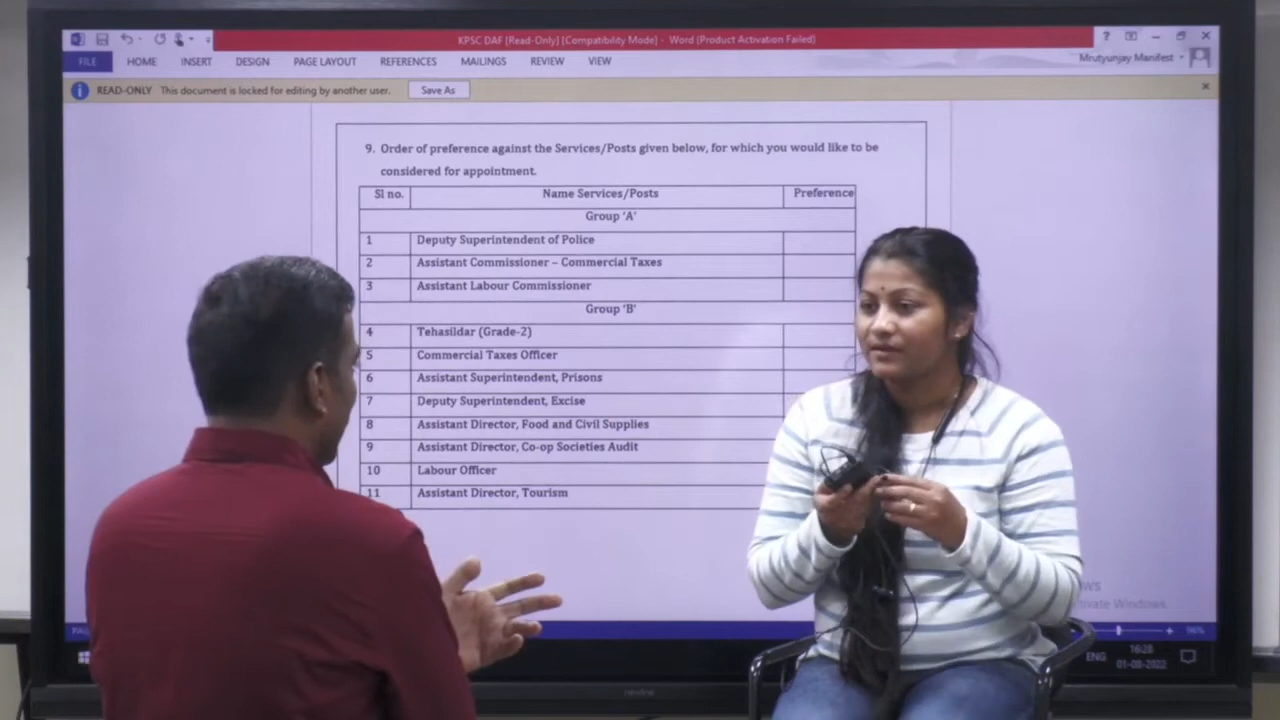 KPSC DAF [Read-Only] [Compatibility Mode] - Word (Product Activation Failed)
FILE HOME INSERT DESIGN PAGE LAYOUT REFERENCES MAILINGS REVIEW VIEW
Mrutyunjay Manifest
READ-ONLY This document is locked for editing by another user. Save As
9. Order of preference against the Services/Posts given below, for which you would like to be
considered for appointment.
Sl no. Name Services/Posts Preference
Group 'A'
1 Deputy Superintendent of Police
2 Assistant Commissioner – Commercial Taxes
3 Assistant Labour Commissioner
Group 'B'
4 Tehasildar (Grade-2)
5 Commercial Taxes Officer
6 Assistant Superintendent, Prisons
7 Deputy Superintendent, Excise
8 Assistant Director, Food and Civil Supplies
9 Assistant Director, Co-op Societies Audit
10 Labour Officer
11 Assistant Director, Tourism
Windows.
ENG 16:28
01-08-2022
newline